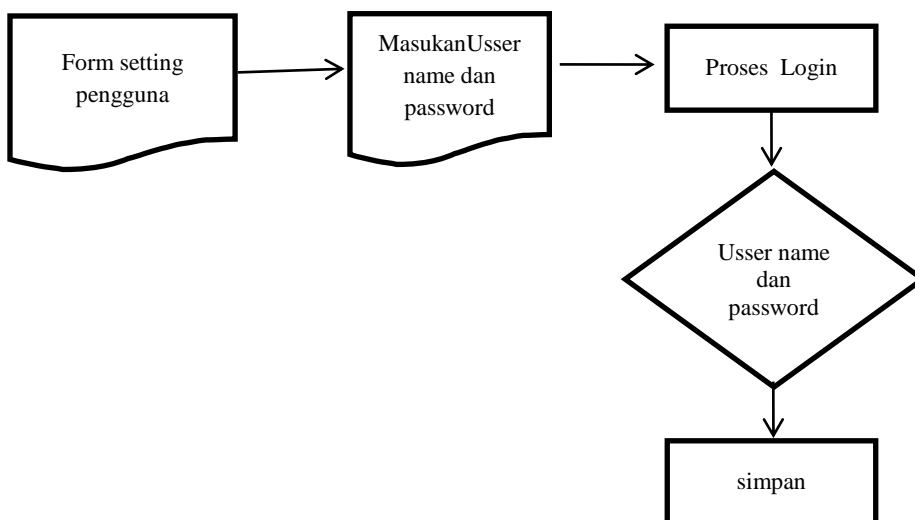 Form setting
pengguna
MasukanUsser
name dan
password
Proses  Login
Usser name
dan
password
simpan